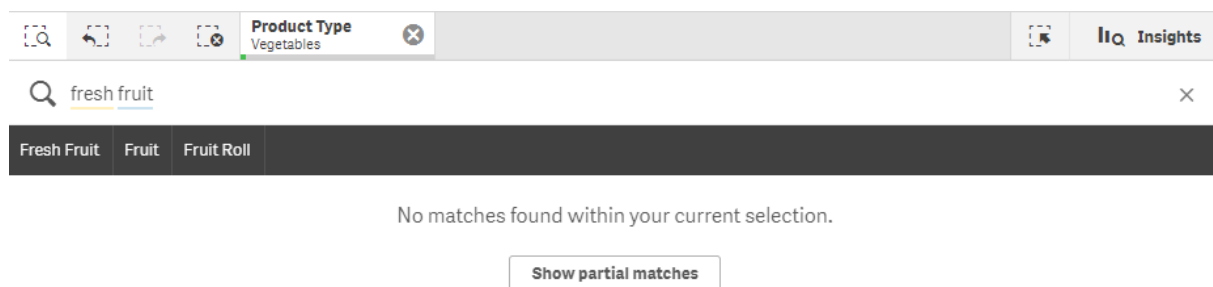 Product Type
Vegetables
Insights
fresh fruit
Fresh Fruit Fruit Fruit Roll
No matches found within your current selection.
Show partial matches